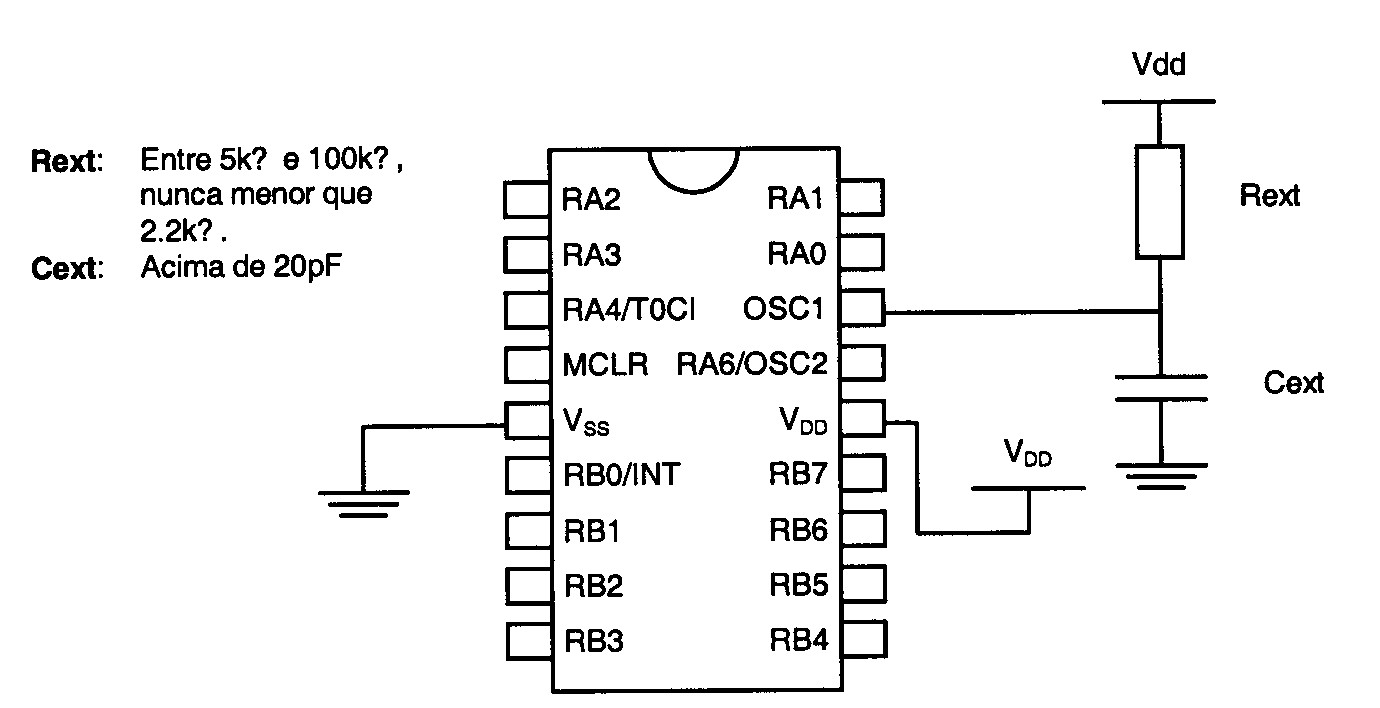 Vdd
Rext: Entre 5k? e 100k? ,
nunca menor que
2.2k? .
Cext: Acima de 20pF
Rext
Cext
RA2 RA1
RA3 RA0
RA4/T0CI OSC1
MCLR RA6/OSC2
VSS VDD
VDD
RB0/INT RB7
RB1 RB6
RB2 RB5
RB3 RB4